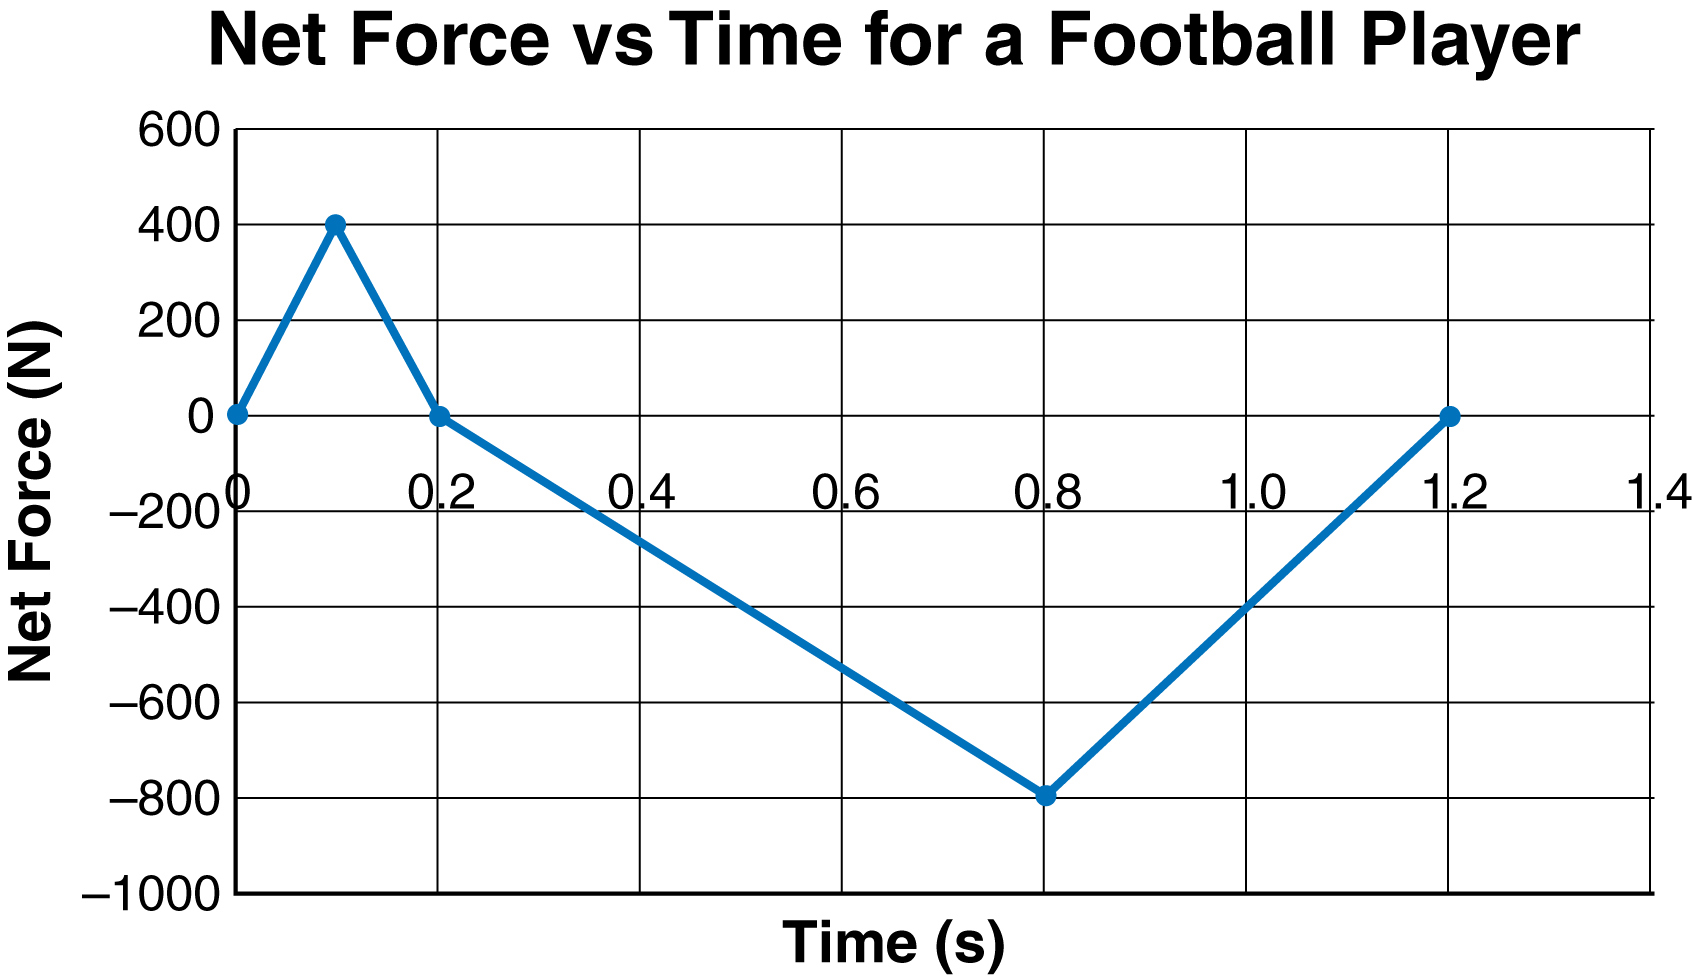 Net Force vs Time for a Football Player
600
400
200
0
0 0.2 0.4 0.6 0.8 1.0 1.2 1.4
–200
–400
–600
–800
–1000
Net Force (N)
Time (s)